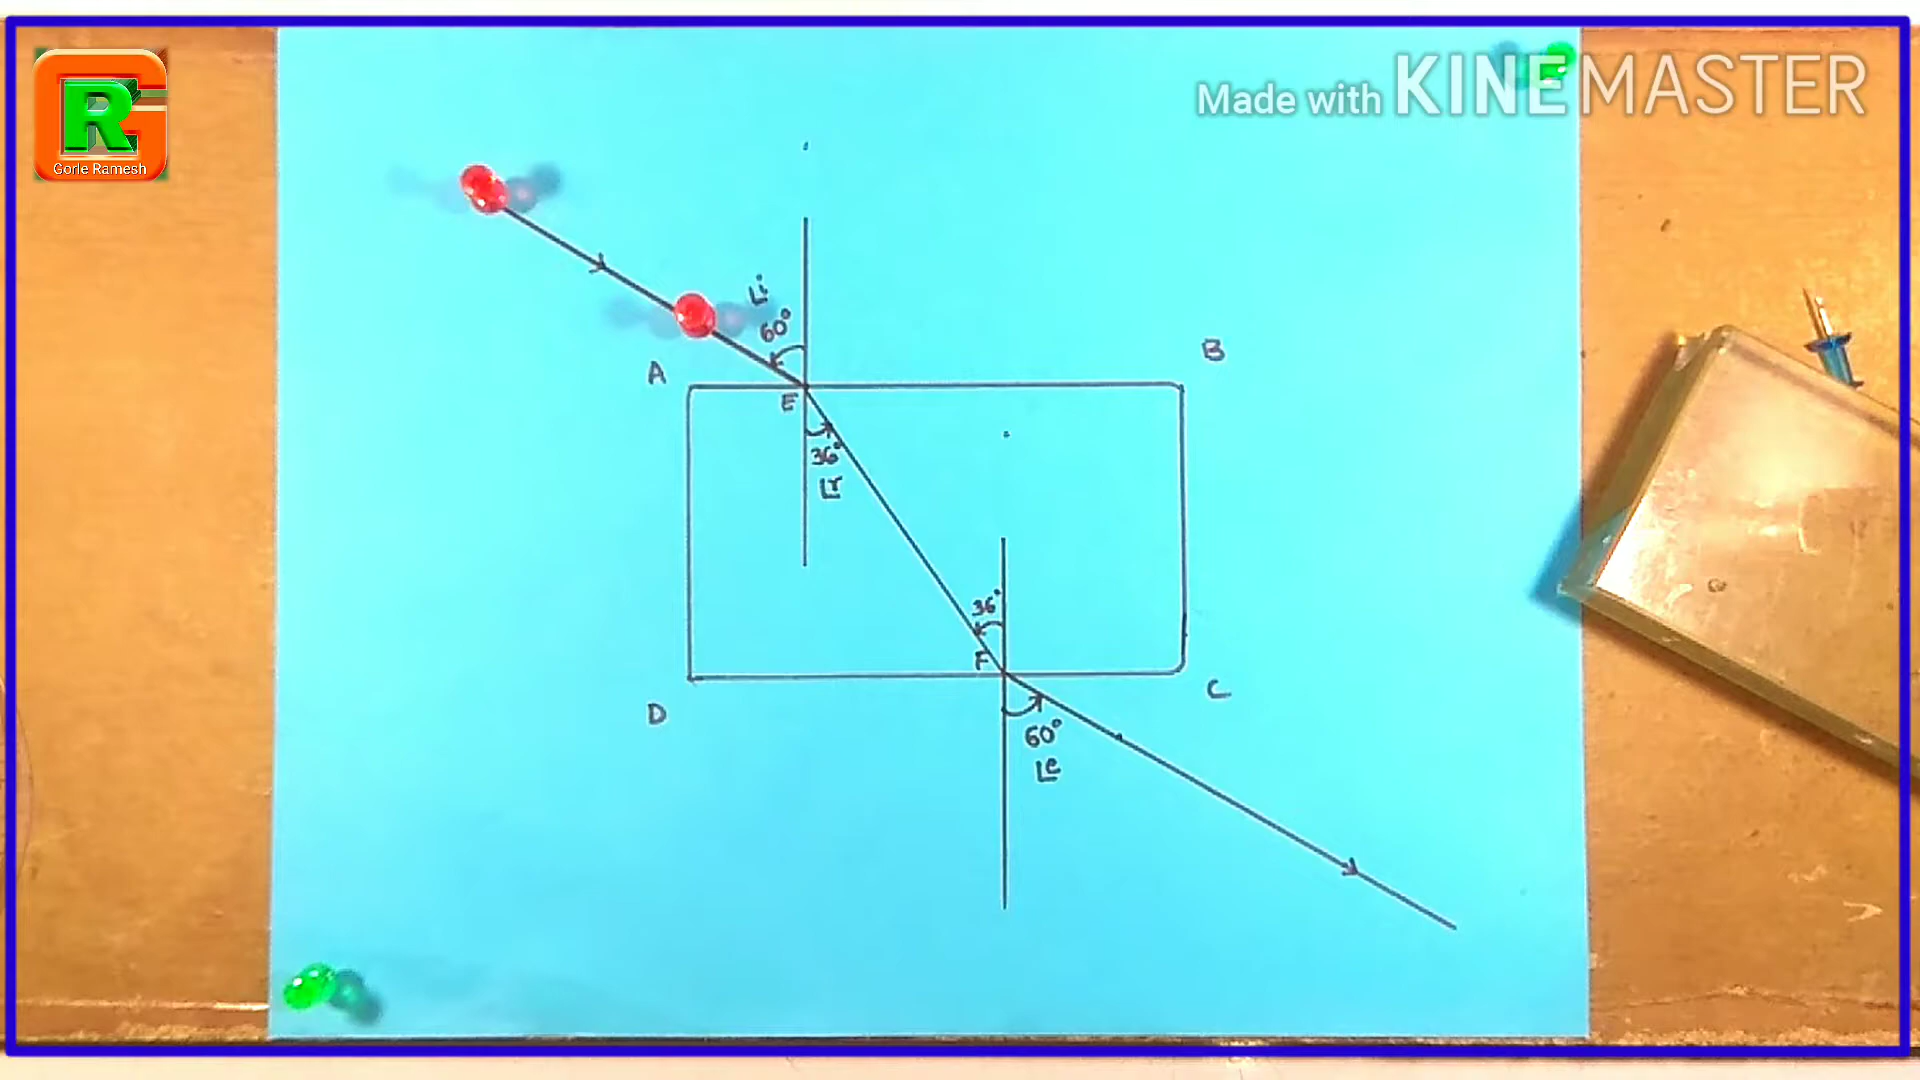 Made with KINEMASTER
R
Gorle Ramesh
∠i
60°
A
B
E
36°
∠r
36°
F
D
C
60°
∠e